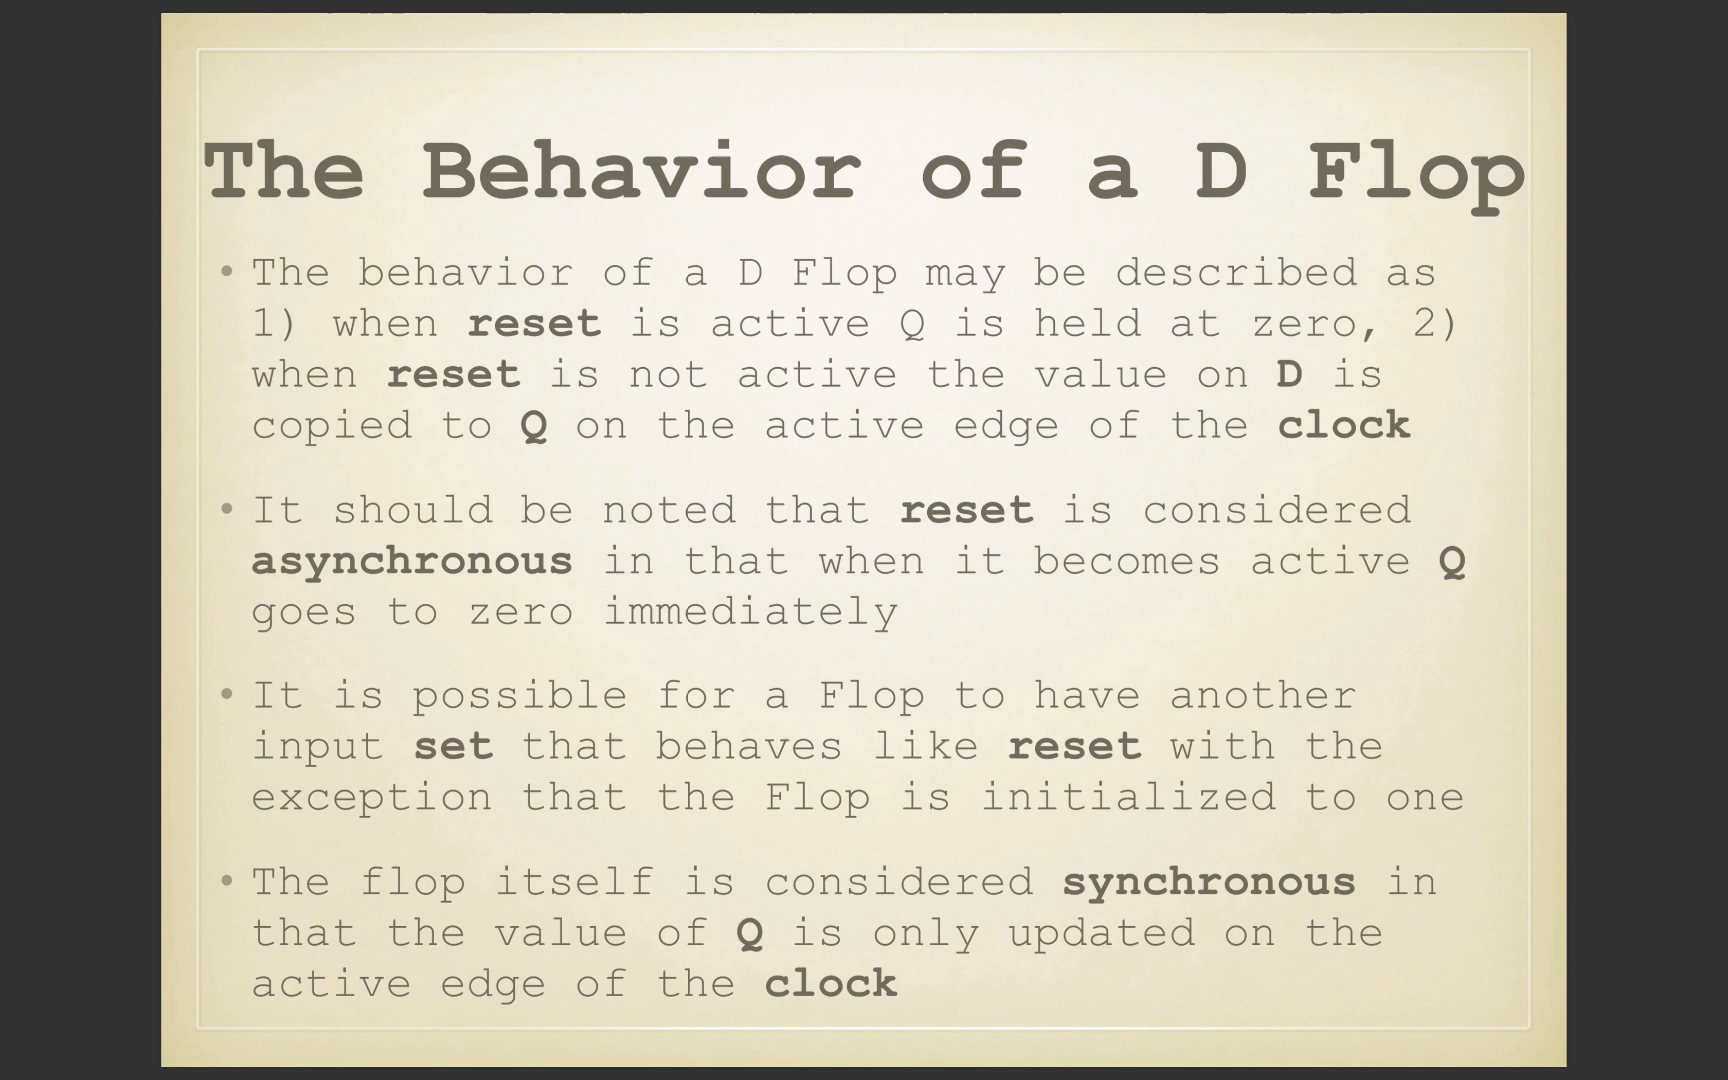 The Behavior of a D Flop
• The behavior of a D Flop may be described as
1) when reset is active Q is held at zero, 2)
when reset is not active the value on D is
copied to Q on the active edge of the clock
• It should be noted that reset is considered
asynchronous in that when it becomes active Q
goes to zero immediately
• It is possible for a Flop to have another
input set that behaves like reset with the
exception that the Flop is initialized to one
• The flop itself is considered synchronous in
that the value of Q is only updated on the
active edge of the clock